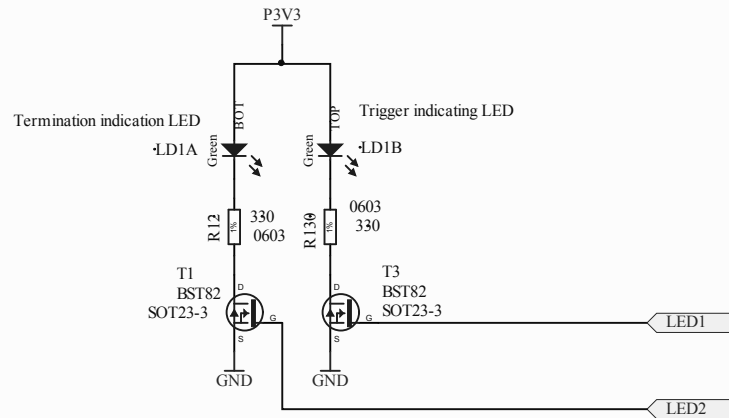 P3V3
BOT
TOP
Termination indication LED
Trigger indicating LED
Green
Green
·LD1A
·LD1B
R12
1%
330
0603
R130
1%
0603
330
T1
BST82
SOT23-3
D
G
S
T3
BST82
SOT23-3
D
G
S
LED1
GND
GND
LED2